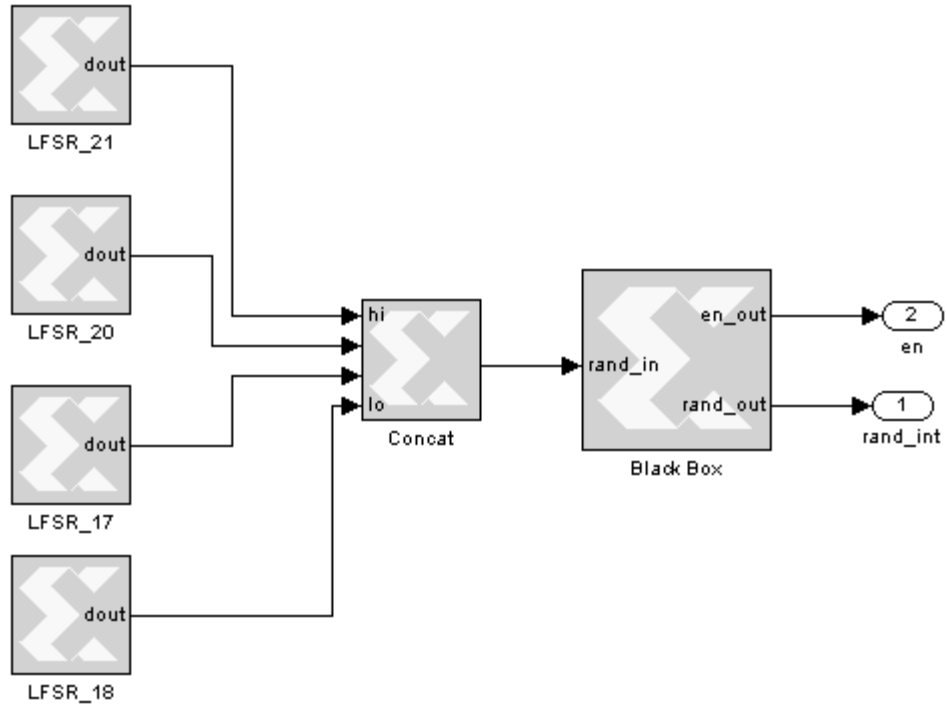 dout
LFSR_21
dout
LFSR_20
hi
lo
Concat
rand_in
en_out
rand_out
Black Box
2
en
1
rand_int
dout
LFSR_17
dout
LFSR_18